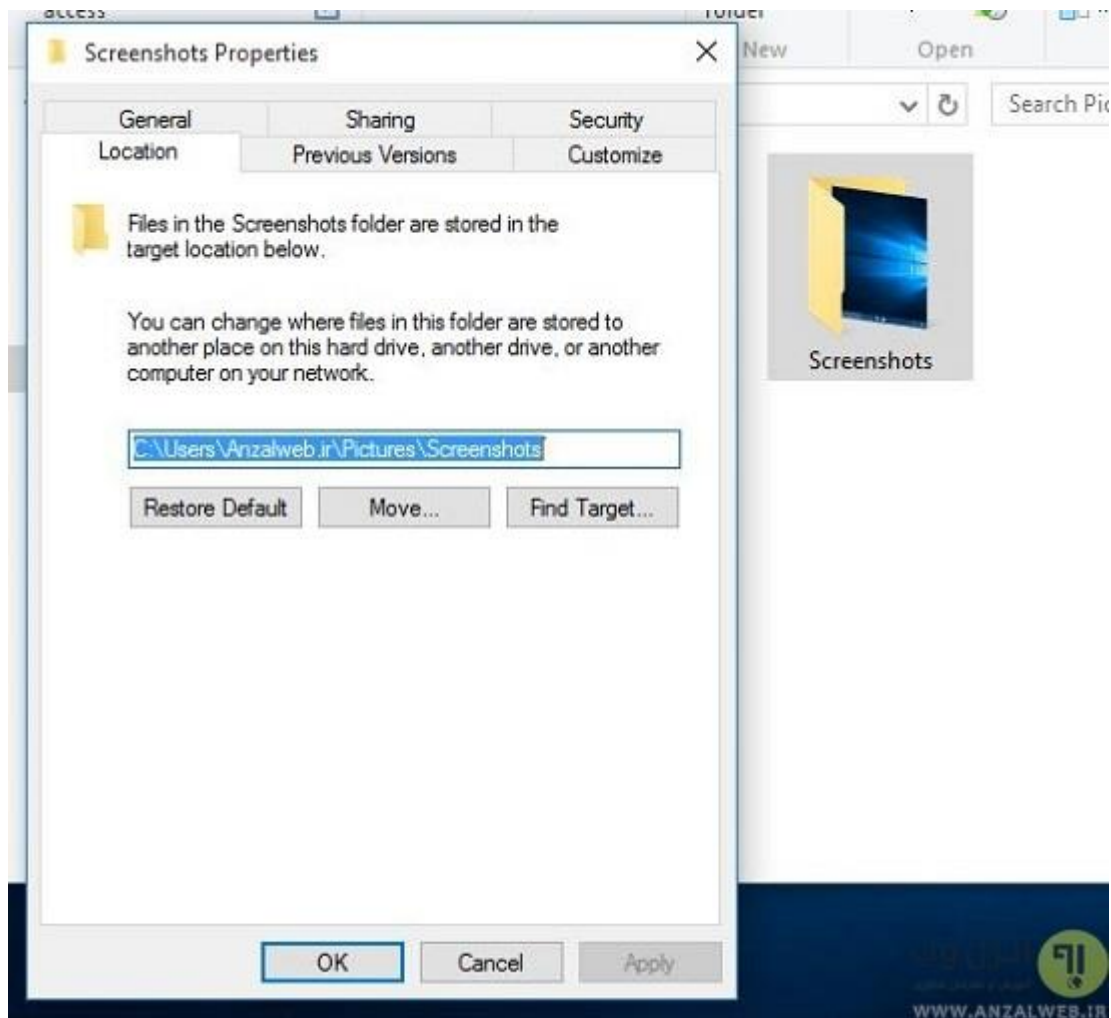 access
folder
New
Open
Screenshots Properties
Search Pic
General
Sharing
Security
Location
Previous Versions
Customize
Files in the Screenshots folder are stored in the
target location below.
You can change where files in this folder are stored to
another place on this hard drive, another drive, or another
computer on your network.
C:\Users\Anzalweb.ir\Pictures\Screenshots
Restore Default
Move...
Find Target...
Screenshots
OK
Cancel
Apply
WWW.ANZALWEB.IR